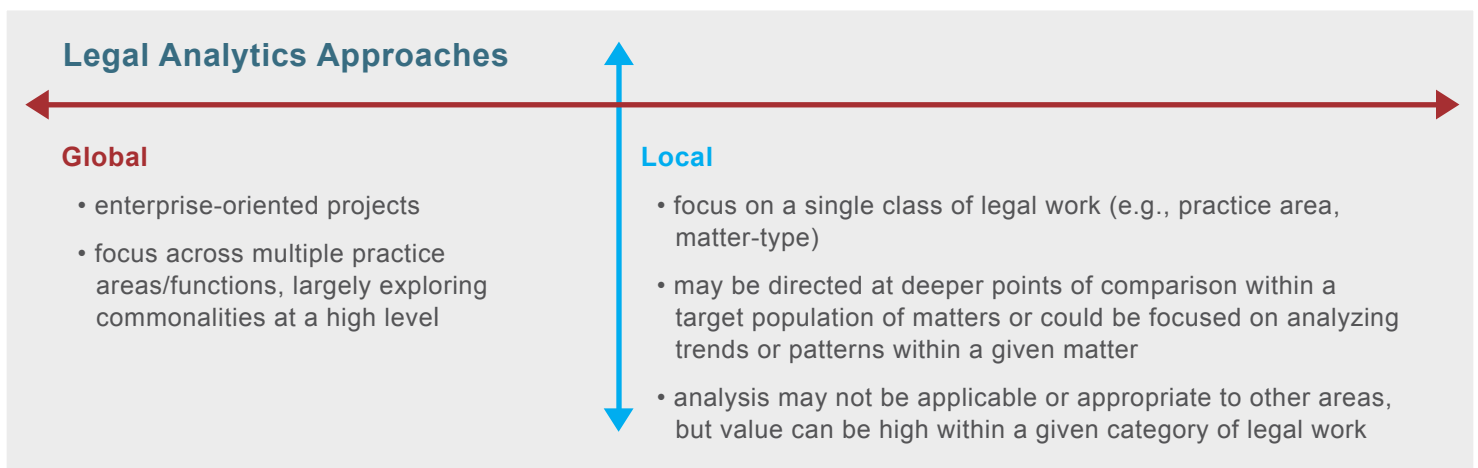 Legal Analytics Approaches
Global
• enterprise-oriented projects
• focus across multiple practice
areas/functions, largely exploring
commonalities at a high level
Local
• focus on a single class of legal work (e.g., practice area,
matter-type)
• may be directed at deeper points of comparison within a
target population of matters or could be focused on analyzing
trends or patterns within a given matter
• analysis may not be applicable or appropriate to other areas,
but value can be high within a given category of legal work